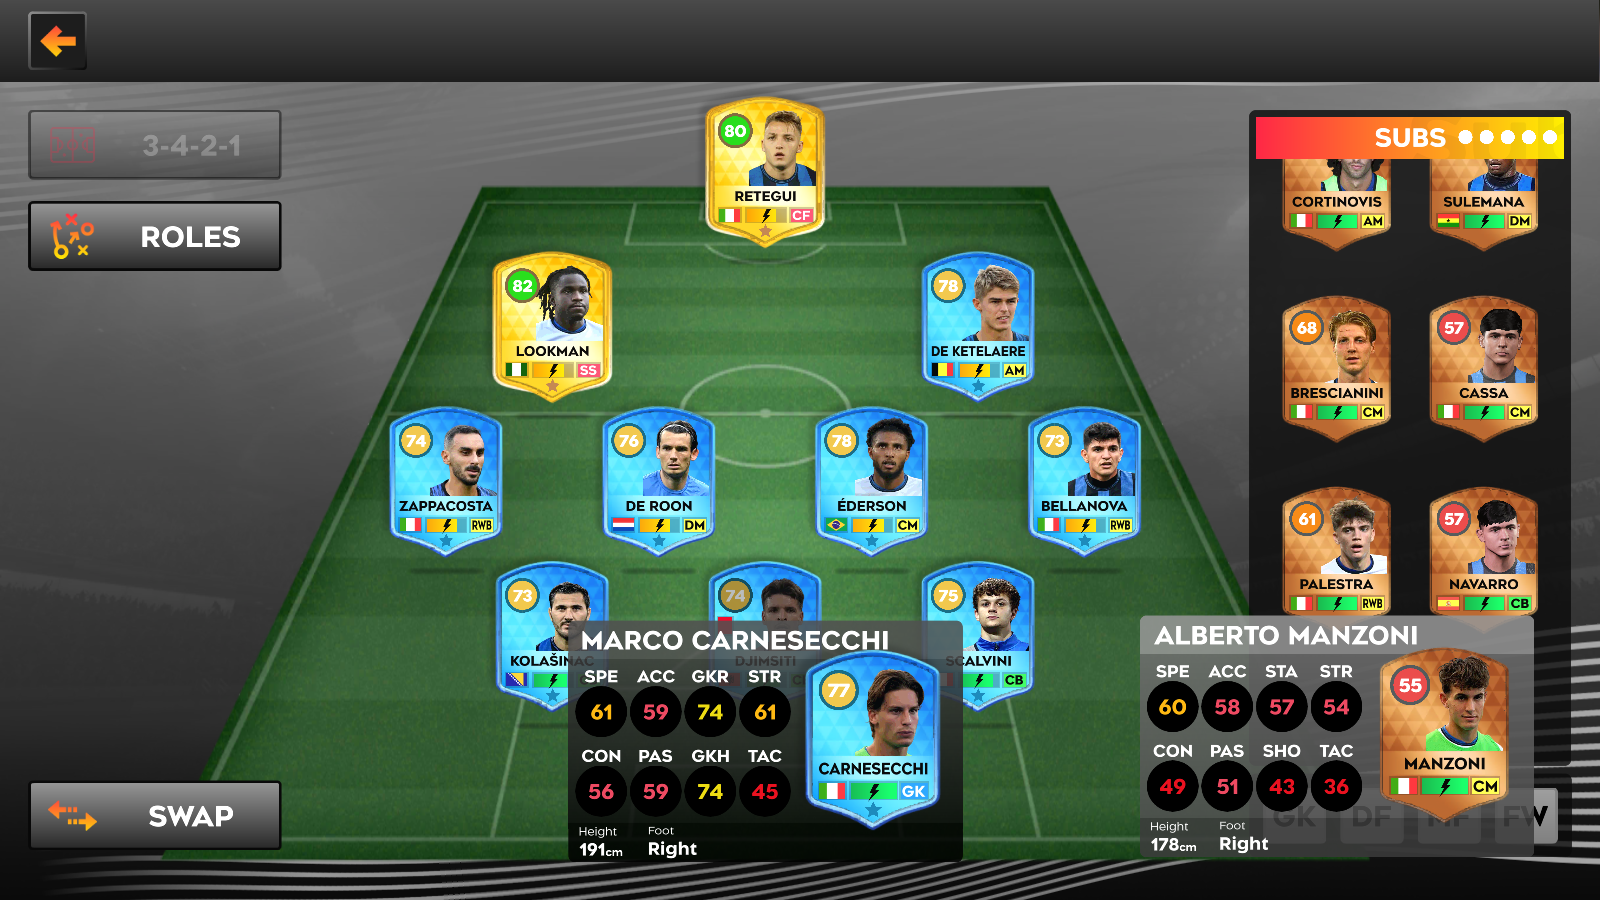 3-4-2-1
ROLES
SWAP
80
RETEGUI
CF
82
LOOKMAN
SS
78
DE KETELAERE
AM
74
ZAPPACOSTA
RWB
76
DE ROON
DM
78
ÉDERSON
CM
73
BELLANOVA
RWB
73
KOLAŠINAC
74
DJIMSITI
75
SCALVINI
CB
MARCO CARNESECCHI
SPE ACC GKR STR
61 59 74 61
CON PAS GKH TAC
56 59 74 45
Height Foot
191cm Right
77
CARNESECCHI
GK
SUBS
CORTINOVIS
AM
SULEMANA
DM
68
BRESCIANINI
CM
57
CASSA
CM
61
PALESTRA
RWB
57
NAVARRO
CB
ALBERTO MANZONI
SPE ACC STA STR
60 58 57 54
CON PAS SHO TAC
49 51 43 36
Height Foot
178cm Right
55
MANZONI
CM
GK DF MF FW